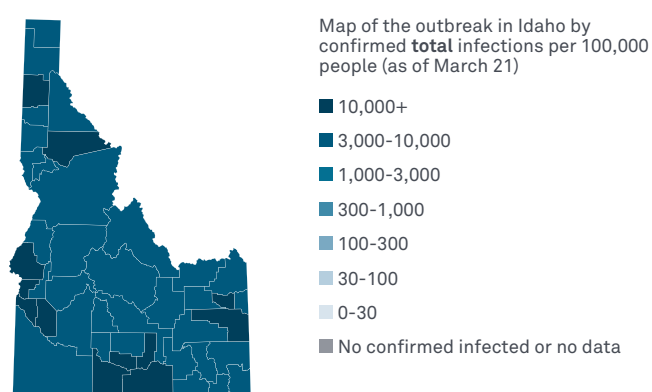 Map of the outbreak in Idaho by
confirmed total infections per 100,000
people (as of March 21)
10,000+
3,000-10,000
1,000-3,000
300-1,000
100-300
30-100
0-30
No confirmed infected or no data